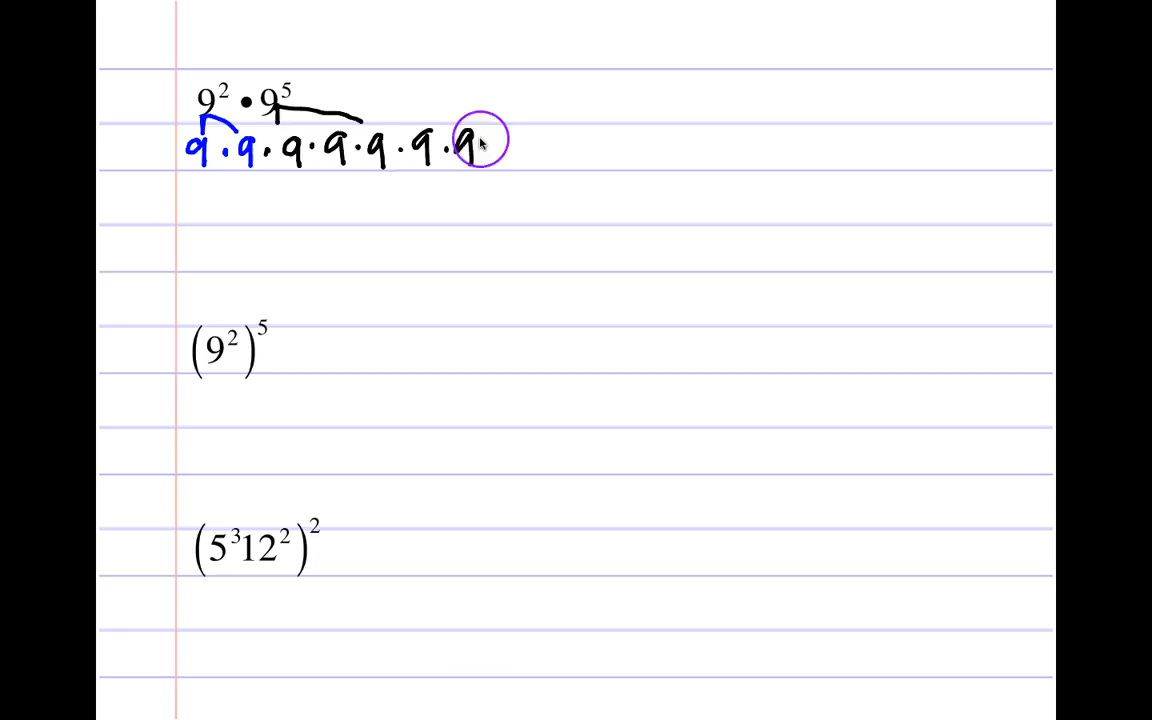 9² • 9⁵
9 · 9 · 9 · 9 · 9 · 9 · 9
(9²)⁵
(5³12²)²